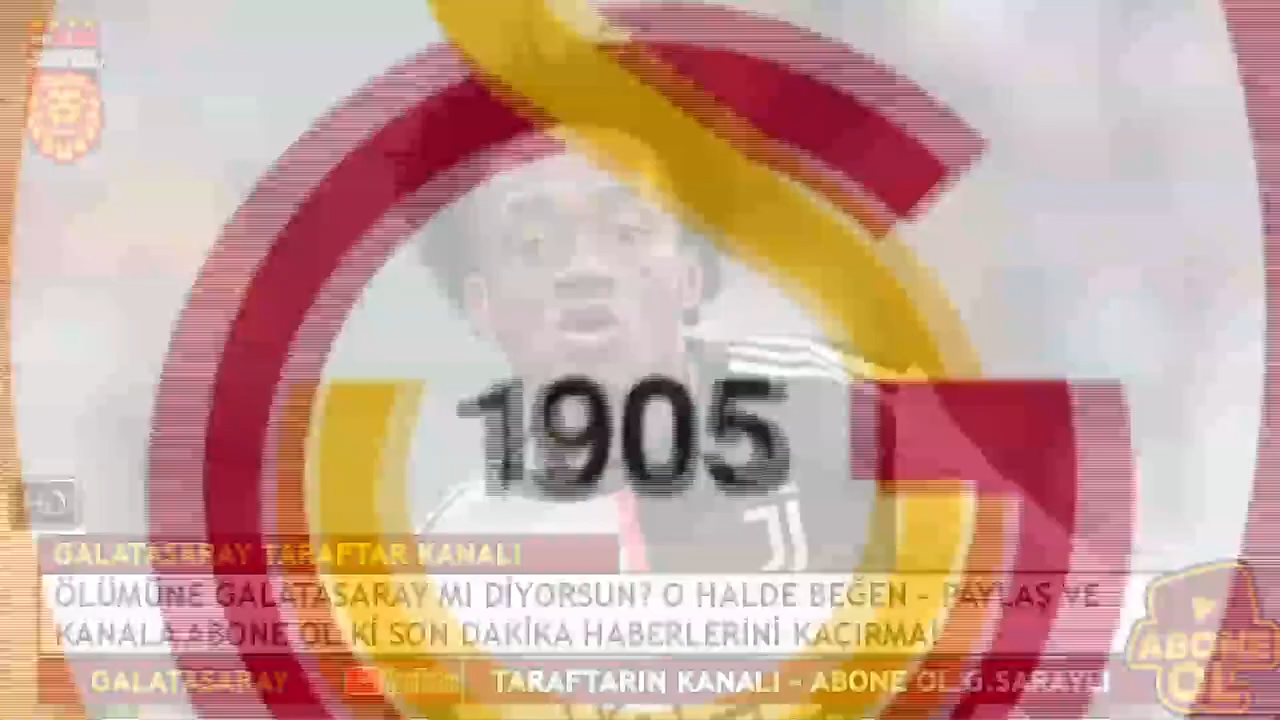 1905
GALATASARAY TARAFTAR KANALI
ÖLÜMÜNE GALATASARAY MI DİYORSUN? O HALDE BEĞEN - PAYLAŞ VE
KANALA ABONE OL Kİ SON DAKİKA HABERLERİNİ KAÇIRMA!
ABONE
OL
GALATASARAY YouTube TARAFTARIN KANALI - ABONE OL G.SARAYLI